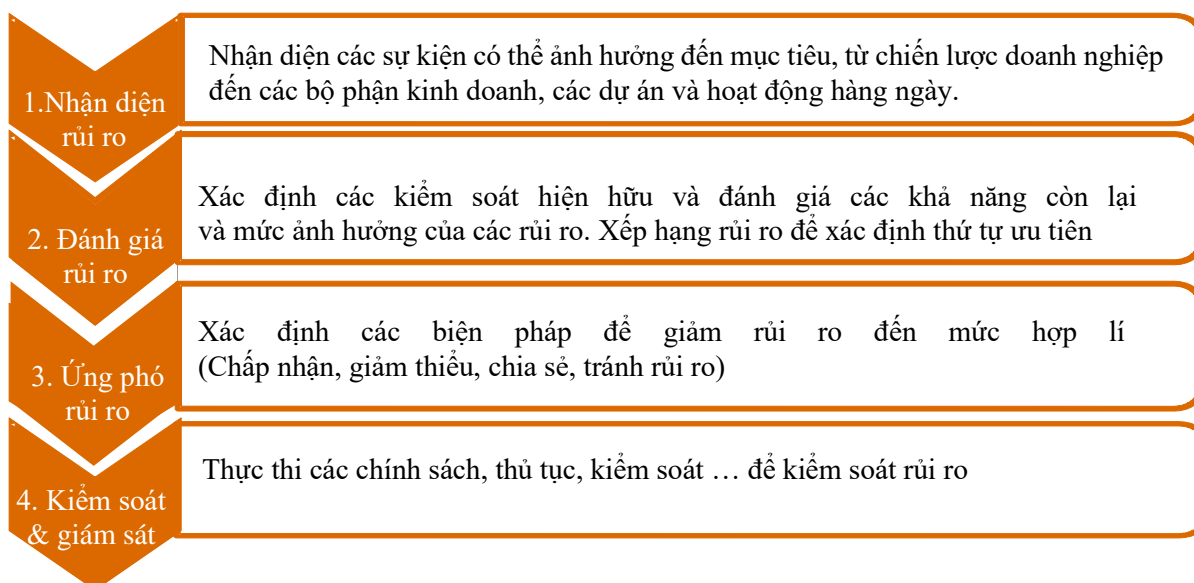 1.Nhận diện
rủi ro
Nhận diện các sự kiện có thể ảnh hưởng đến mục tiêu, từ chiến lược doanh nghiệp
đến các bộ phận kinh doanh, các dự án và hoạt động hàng ngày.
2. Đánh giá
rủi ro
Xác định các kiểm soát hiện hữu và đánh giá các khả năng còn lại
và mức ảnh hưởng của các rủi ro. Xếp hạng rủi ro để xác định thứ tự ưu tiên
3. Ứng phó
rủi ro
Xác định các biện pháp để giảm rủi ro đến mức hợp lí
(Chấp nhận, giảm thiểu, chia sẻ, tránh rủi ro)
4. Kiểm soát
& giám sát
Thực thi các chính sách, thủ tục, kiểm soát … để kiểm soát rủi ro